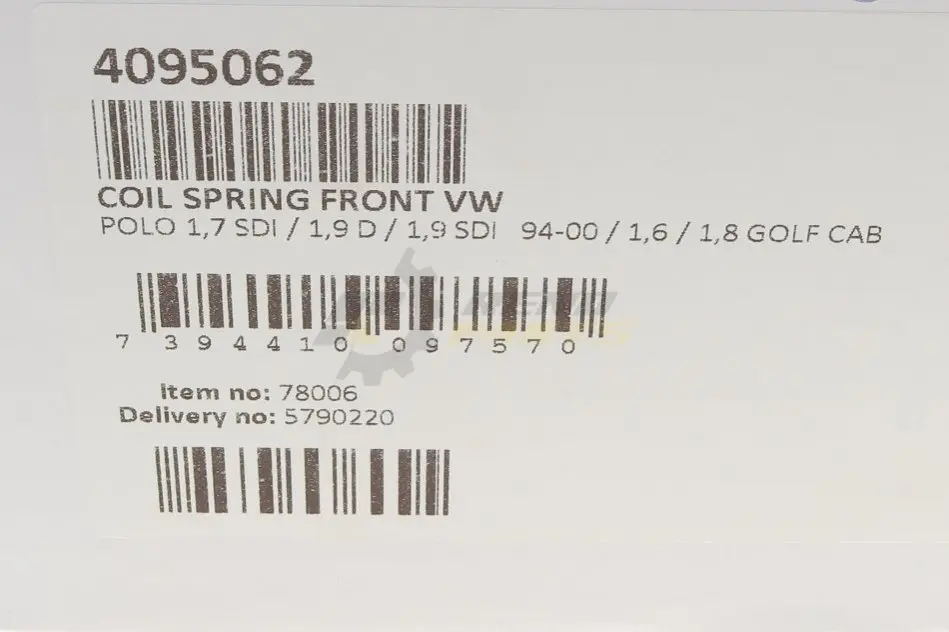 4095062
COIL SPRING FRONT VW
POLO 1,7 SDI / 1,9 D / 1,9 SDI 94-00 / 1,6 / 1,8 GOLF CAB
7 394410 097570
Item no: 78006
Delivery no: 5790220